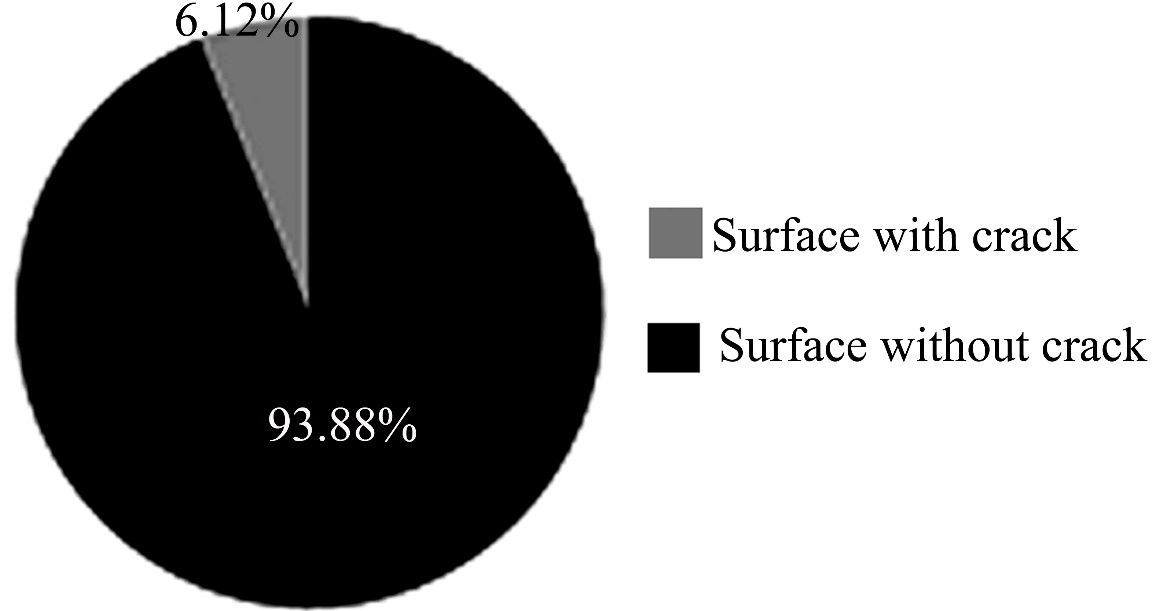 6.12%
Surface with crack
Surface without crack
93.88%